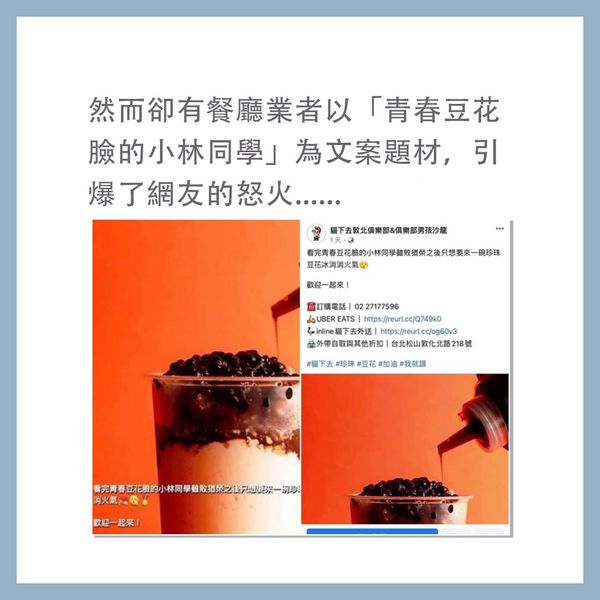 然而卻有餐廳業者以「青春豆花
臉的小林同學」為文案題材，引
爆了網友的怒火......
貓下去敦北俱樂部&俱樂部男孩沙龍
1天 ·
看完青春豆花臉的小林同學雖敗猶榮之後只想要來一碗珍珠
豆花冰消消火氣
歡迎一起來！
訂購電話 | 02 27177596
UBER EATS | https://reurl.cc/Q749k0
inline 貓下去外送 | https://reurl.cc/og60v3
外帶自取與其他折扣 | 台北松山敦化北路 218 號
#貓下去 #珍珠 #豆花 #加油 #我就讚
看完青春豆花臉的小林同學雖敗猶榮之後只想要來一碗珍
消火氣
歡迎一起來！